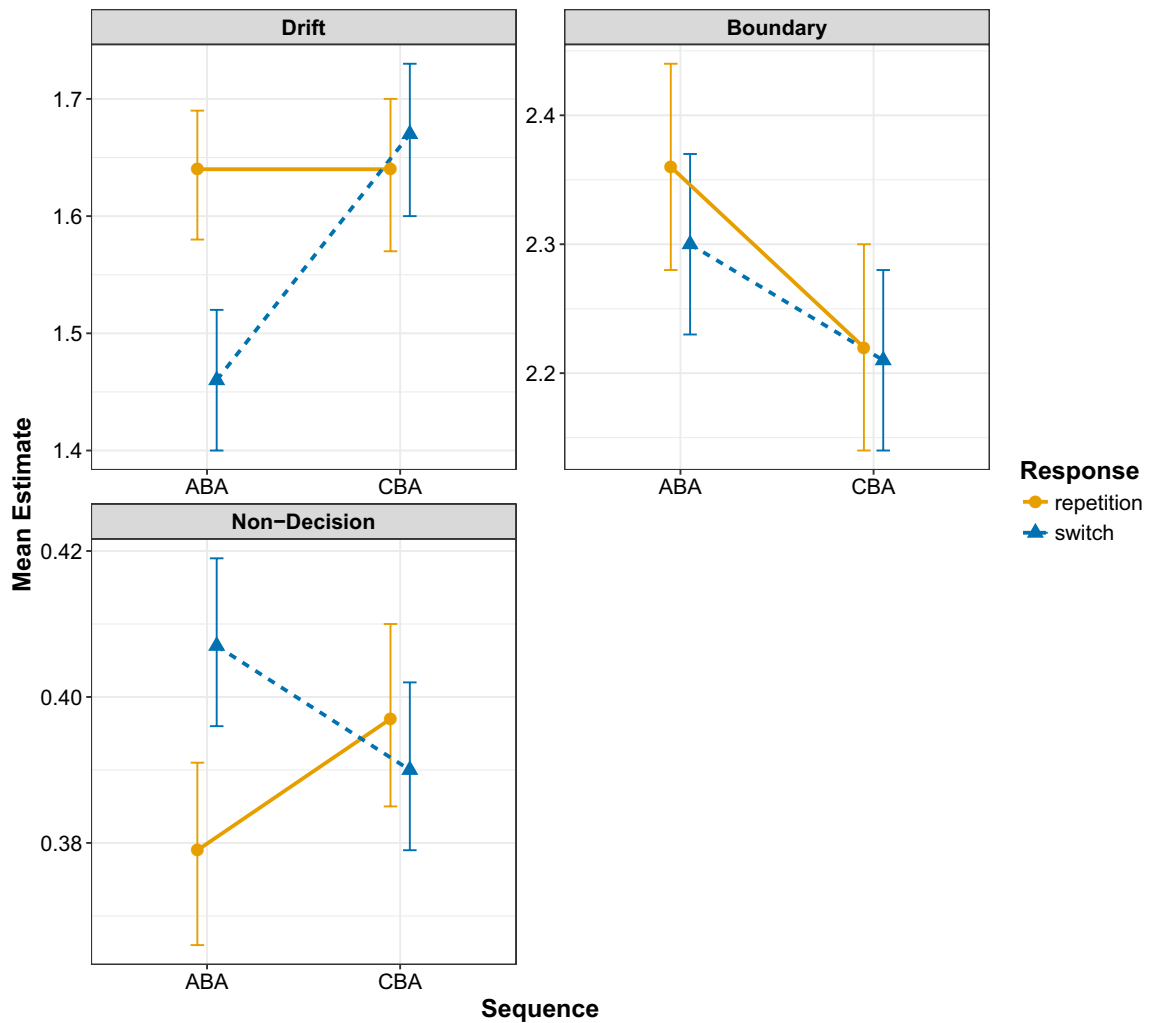 Drift
Boundary
1.7
1.6
1.5
1.4
2.4
2.3
2.2
ABA
CBA
ABA
CBA
Non−Decision
0.42
0.40
0.38
ABA
CBA
Mean Estimate
Sequence
Response
repetition
switch